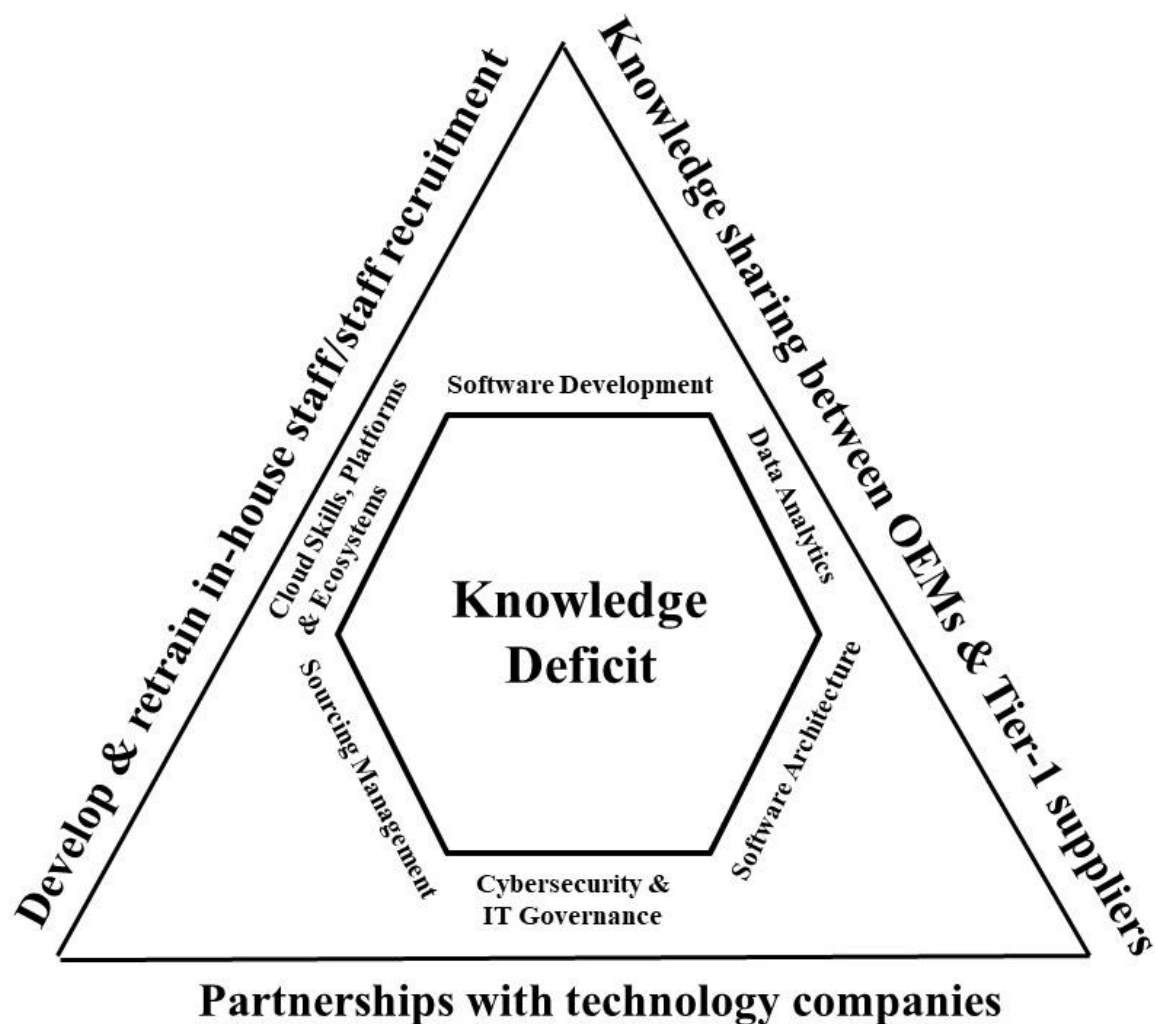 Develop & retrain in-house staff/staff recruitment
Knowledge sharing between OEMs & Tier-1 suppliers
Software Development
Cloud Skills, Platforms
& Ecosystems
Data Analytics
Knowledge
Deficit
Sourcing Management
Software Architecture
Cybersecurity &
IT Governance
Partnerships with technology companies